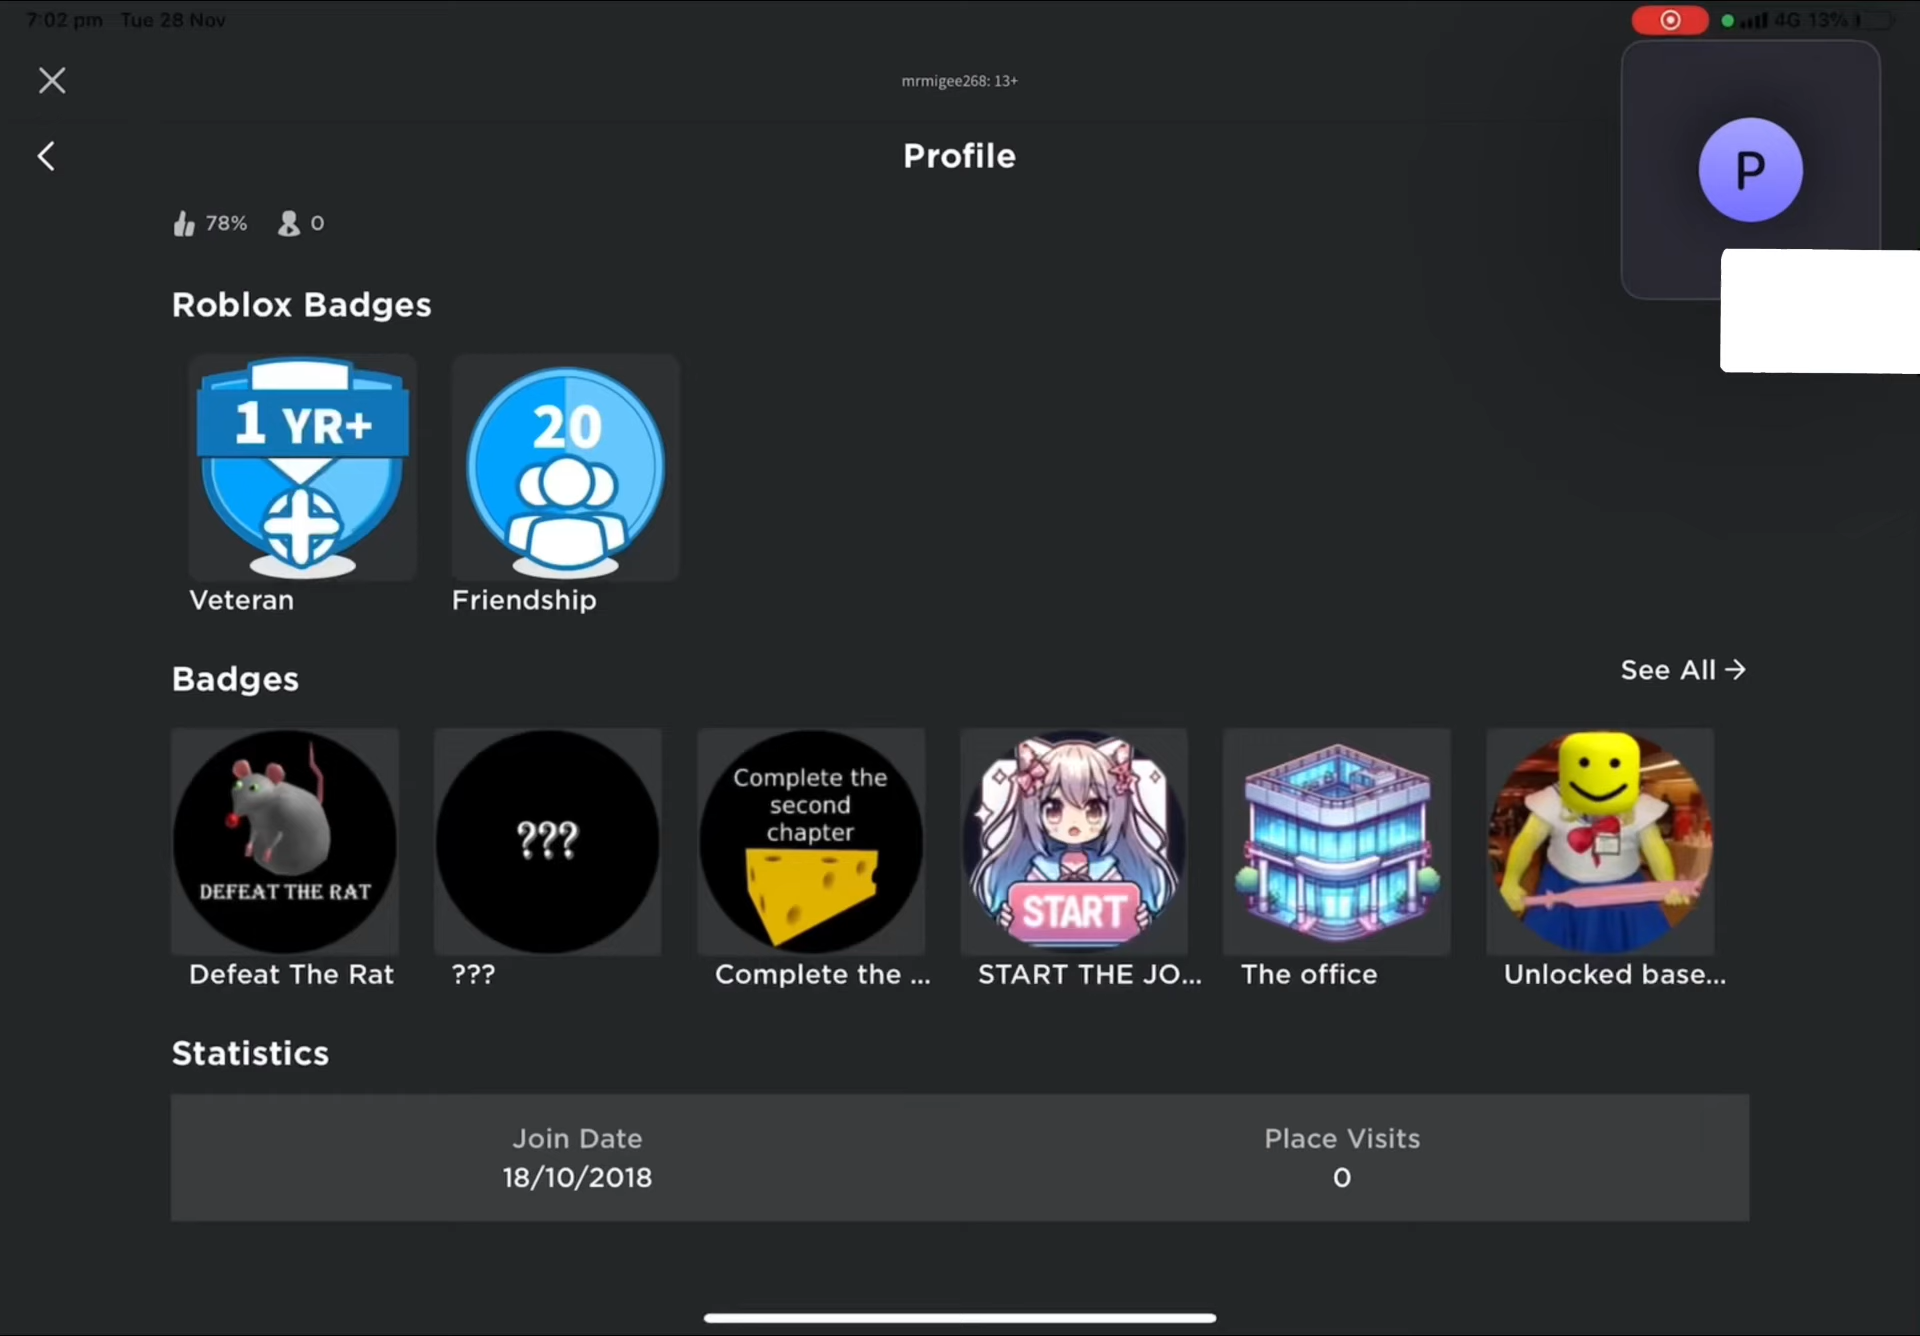 7:02 pm Tue 28 Nov
4G 13%
mrmigee268: 13+
Profile
P
78% 0
Roblox Badges
1 YR+
20
Veteran
Friendship
Badges
See All →
DEFEAT THE RAT
???
Complete the
second
chapter
START
Defeat The Rat
???
Complete the ...
START THE JO...
The office
Unlocked base...
Statistics
Join Date
18/10/2018
Place Visits
0